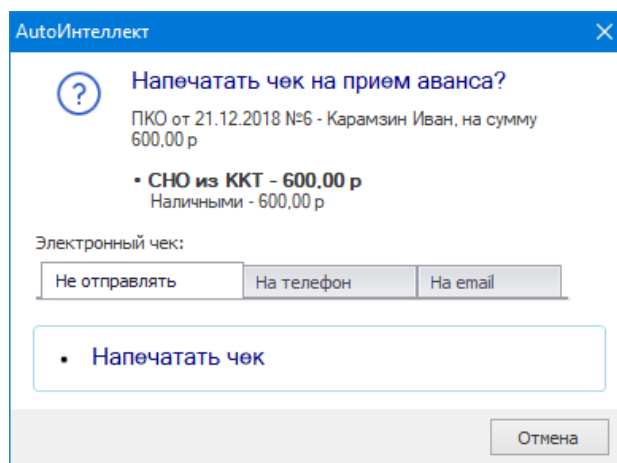 AutoИнтеллект
Напечатать чек на прием аванса?
ПКО от 21.12.2018 №6 - Карамзин Иван, на сумму
600,00 р
• СНО из ККТ - 600,00 р
Наличными - 600,00 р
Электронный чек:
Не отправлять На телефон На email
• Напечатать чек
Отмена